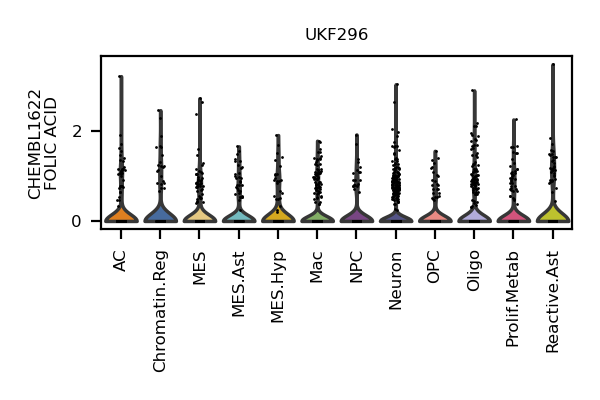 UKF296
CHEMBL1622
FOLIC ACID
2
0
AC
Chromatin.Reg
MES
MES.Ast
MES.Hyp
Mac
NPC
Neuron
OPC
Oligo
Prolif.Metab
Reactive.Ast